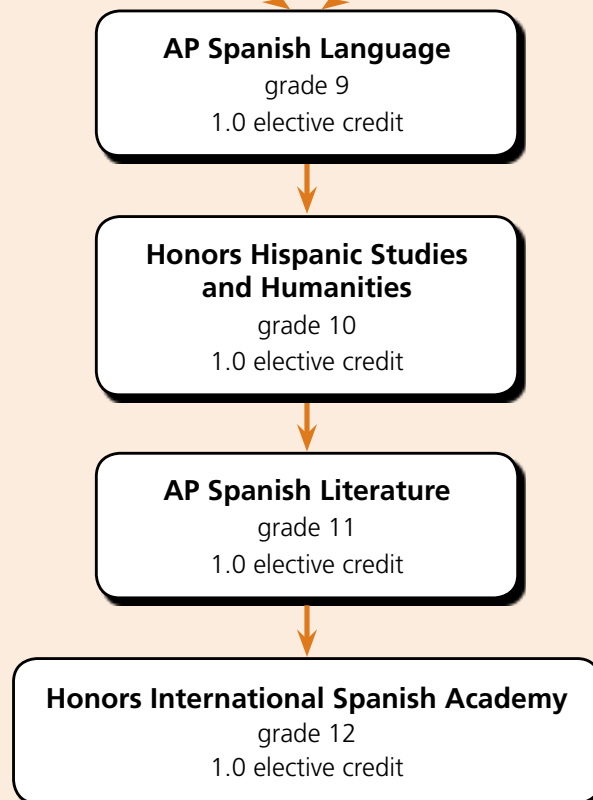 AP Spanish Language
grade 9
1.0 elective credit
Honors Hispanic Studies
and Humanities
grade 10
1.0 elective credit
AP Spanish Literature
grade 11
1.0 elective credit
Honors International Spanish Academy
grade 12
1.0 elective credit